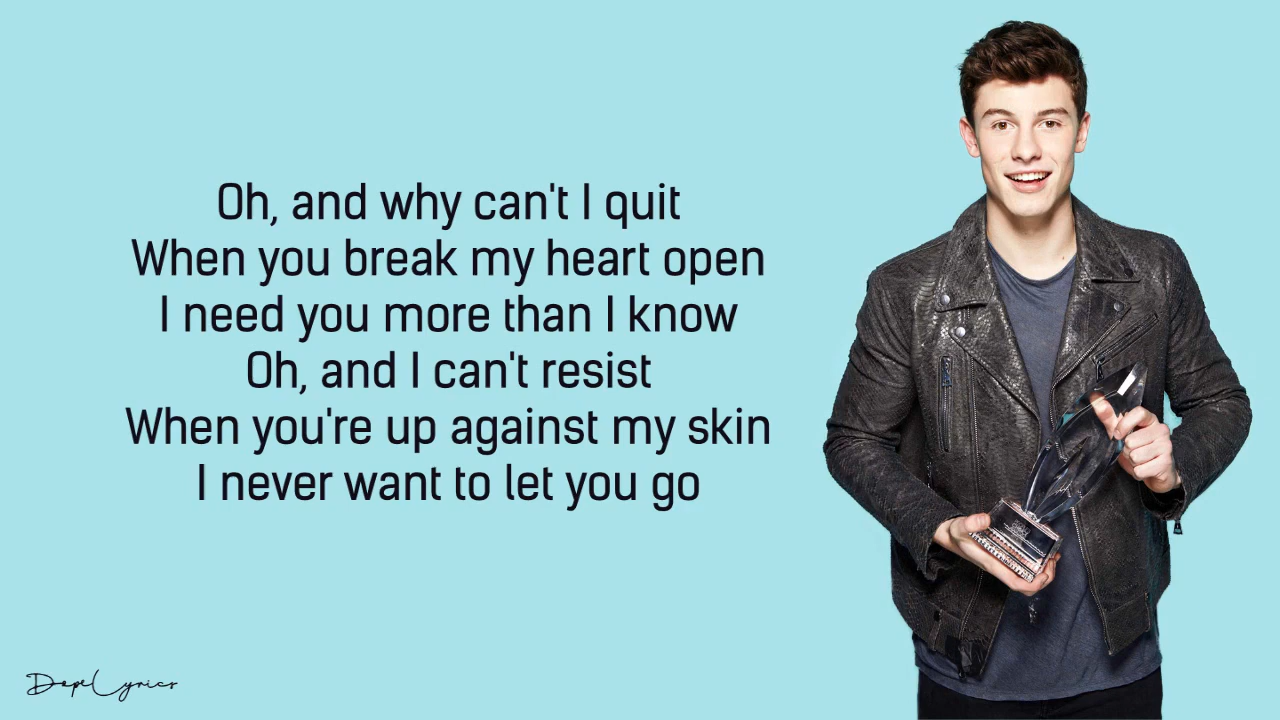 Oh, and why can't I quit
When you break my heart open
I need you more than I know
Oh, and I can't resist
When you're up against my skin
I never want to let you go
DopeLyrics